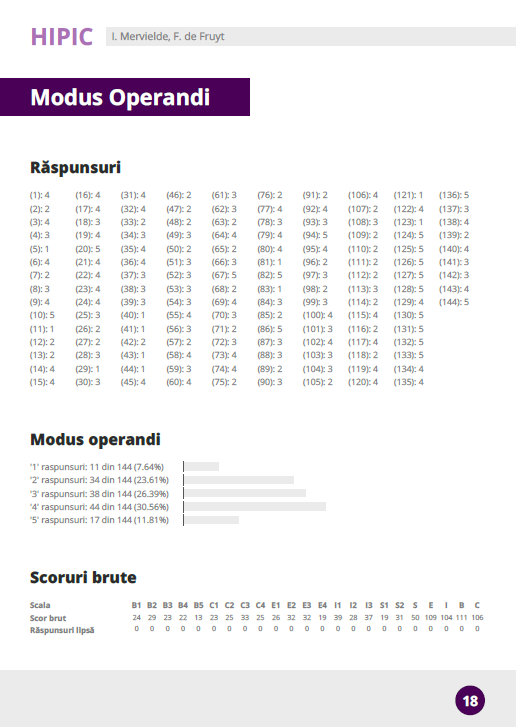 HIPIC I. Mervielde, F. de Fruyt
Modus Operandi
Răspunsuri
(1): 4 (16): 4 (31): 4 (46): 2 (61): 3 (76): 2 (91): 2 (106): 4 (121): 1 (136): 5
(2): 2 (17): 4 (32): 4 (47): 2 (62): 3 (77): 4 (92): 4 (107): 2 (122): 4 (137): 3
(3): 4 (18): 3 (33): 2 (48): 2 (63): 2 (78): 3 (93): 3 (108): 3 (123): 1 (138): 4
(4): 3 (19): 4 (34): 3 (49): 3 (64): 4 (79): 4 (94): 5 (109): 2 (124): 5 (139): 2
(5): 1 (20): 5 (35): 4 (50): 2 (65): 2 (80): 4 (95): 4 (110): 2 (125): 5 (140): 4
(6): 4 (21): 4 (36): 4 (51): 3 (66): 3 (81): 1 (96): 2 (111): 2 (126): 5 (141): 3
(7): 2 (22): 4 (37): 3 (52): 3 (67): 5 (82): 5 (97): 3 (112): 2 (127): 5 (142): 3
(8): 3 (23): 4 (38): 3 (53): 3 (68): 2 (83): 1 (98): 2 (113): 3 (128): 5 (143): 4
(9): 4 (24): 4 (39): 3 (54): 3 (69): 4 (84): 3 (99): 3 (114): 2 (129): 4 (144): 5
(10): 5 (25): 3 (40): 1 (55): 4 (70): 3 (85): 2 (100): 4 (115): 4 (130): 5
(11): 1 (26): 2 (41): 1 (56): 3 (71): 2 (86): 5 (101): 3 (116): 2 (131): 5
(12): 2 (27): 2 (42): 2 (57): 2 (72): 3 (87): 3 (102): 4 (117): 4 (132): 5
(13): 2 (28): 3 (43): 1 (58): 4 (73): 4 (88): 3 (103): 3 (118): 2 (133): 5
(14): 4 (29): 1 (44): 1 (59): 3 (74): 4 (89): 2 (104): 3 (119): 4 (134): 4
(15): 4 (30): 3 (45): 4 (60): 4 (75): 2 (90): 3 (105): 2 (120): 4 (135): 4
Modus operandi
'1' raspunsuri: 11 din 144 (7.64%)
'2' raspunsuri: 34 din 144 (23.61%)
'3' raspunsuri: 38 din 144 (26.39%)
'4' raspunsuri: 44 din 144 (30.56%)
'5' raspunsuri: 17 din 144 (11.81%)
Scoruri brute
Scala B1 B2 B3 B4 B5 C1 C2 C3 C4 E1 E2 E3 E4 I1 I2 I3 S1 S2 S E I B C
Scor brut 24 29 23 22 13 23 25 33 25 26 32 32 19 39 28 37 19 31 50 109 104 111 106
Răspunsuri lipsă 0 0 0 0 0 0 0 0 0 0 0 0 0 0 0 0 0 0 0 0 0 0 0
18